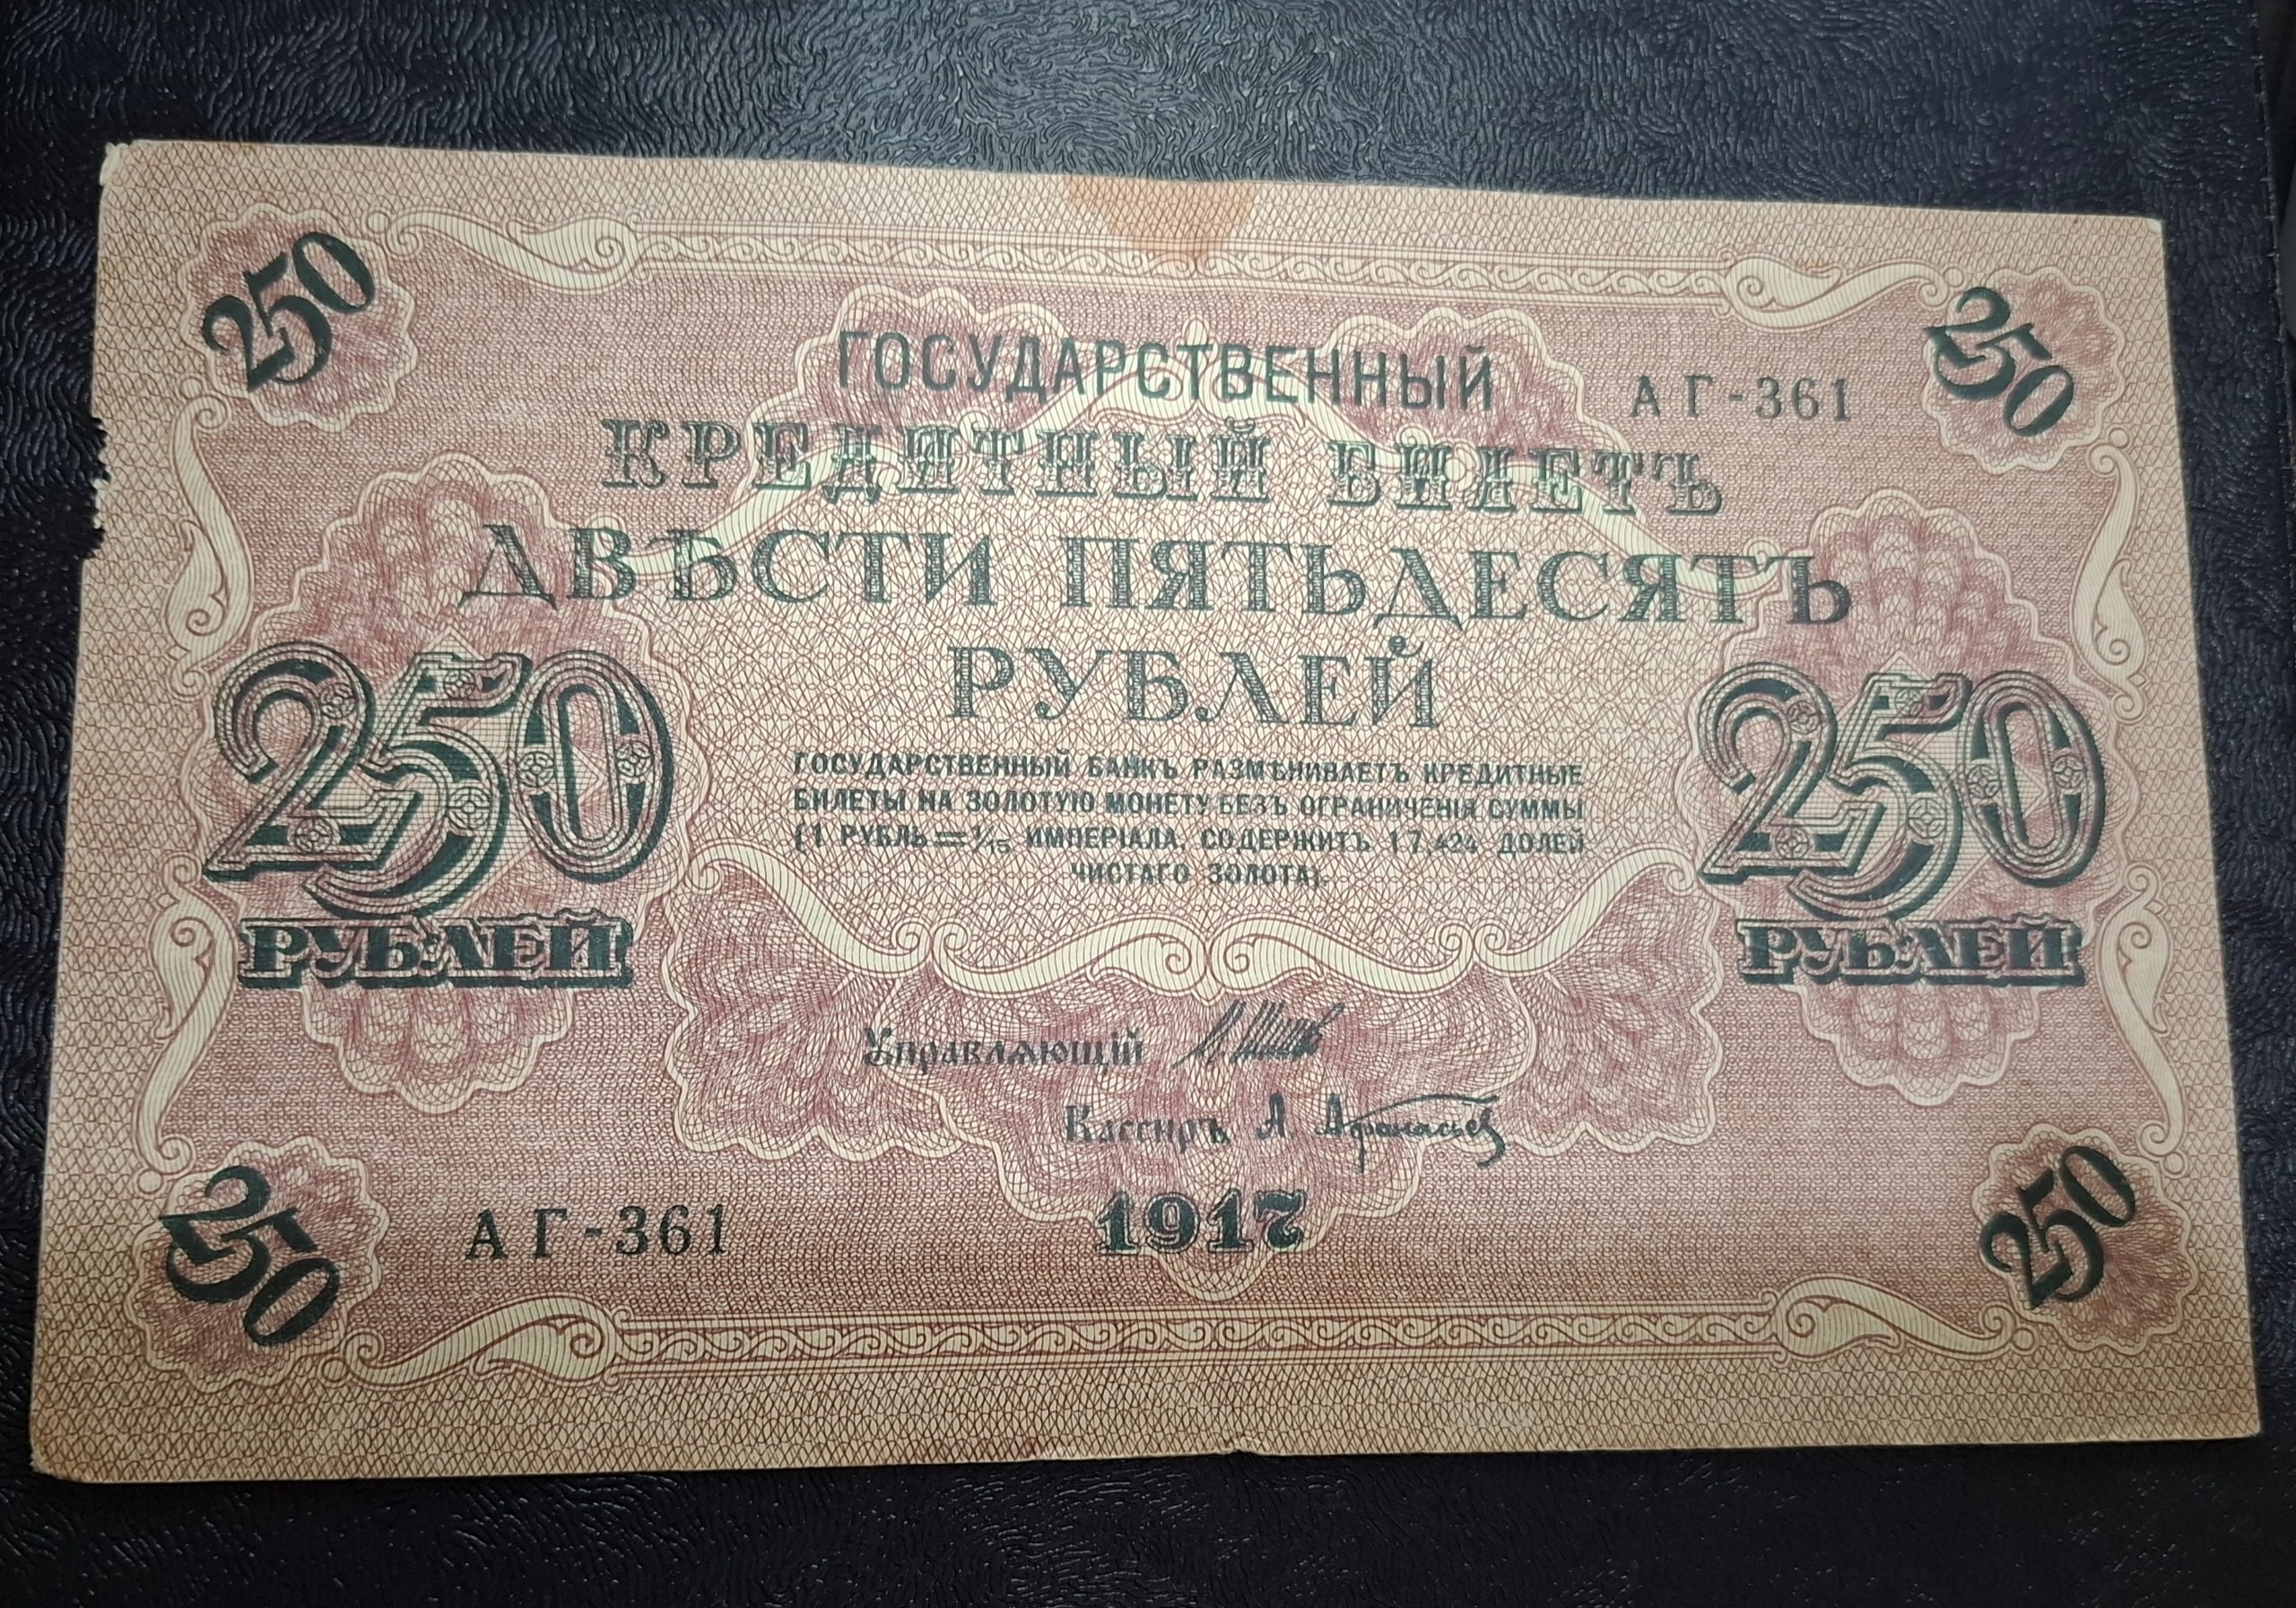 250
250
ГОСУДАРСТВЕННЫЙ
АГ-361
КРЕДИТНЫЙ БИЛЕТЪ
ДВѢСТИ ПЯТЬДЕСЯТЪ
РУБЛЕЙ
250
РУБЛЕЙ
250
РУБЛЕЙ
ГОСУДАРСТВЕННЫЙ БАНКЪ РАЗМѢНИВАЕТЪ КРЕДИТНЫЕ
БИЛЕТЫ НА ЗОЛОТУЮ МОНЕТУ БЕЗЪ ОГРАНИЧЕНІЯ СУММЫ
(1 РУБЛЬ = 1/15 ИМПЕРІАЛА, СОДЕРЖИТЪ 17,424 ДОЛЕЙ
ЧИСТАГО ЗОЛОТА).
Управляющій
Кассиръ А. Афанасьев
АГ-361
1917
250
250